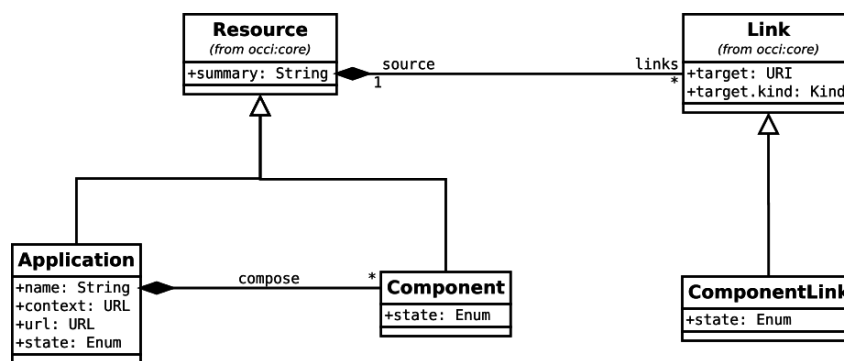 Resource
(from occi:core)
+summary: String
source
1
links
*
Link
(from occi:core)
+target: URI
+target.kind: Kind
Application
+name: String
+context: URL
+url: URL
+state: Enum
compose
*
Component
+state: Enum
ComponentLink
+state: Enum